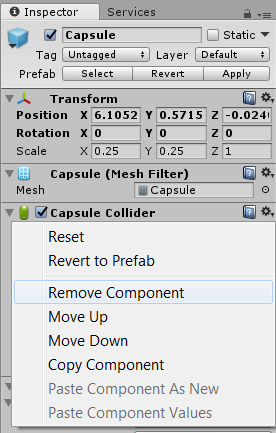 Inspector Services
Capsule Static
Tag Untagged Layer Default
Prefab Select Revert Apply
Transform
Position X 6.1052 Y 0.5715 Z -0.024
Rotation X 0 Y 0 Z 0
Scale X 0.25 Y 0.25 Z 1
Capsule (Mesh Filter)
Mesh Capsule
Capsule Collider
Reset
Revert to Prefab
Remove Component
Move Up
Move Down
Copy Component
Paste Component As New
Paste Component Values